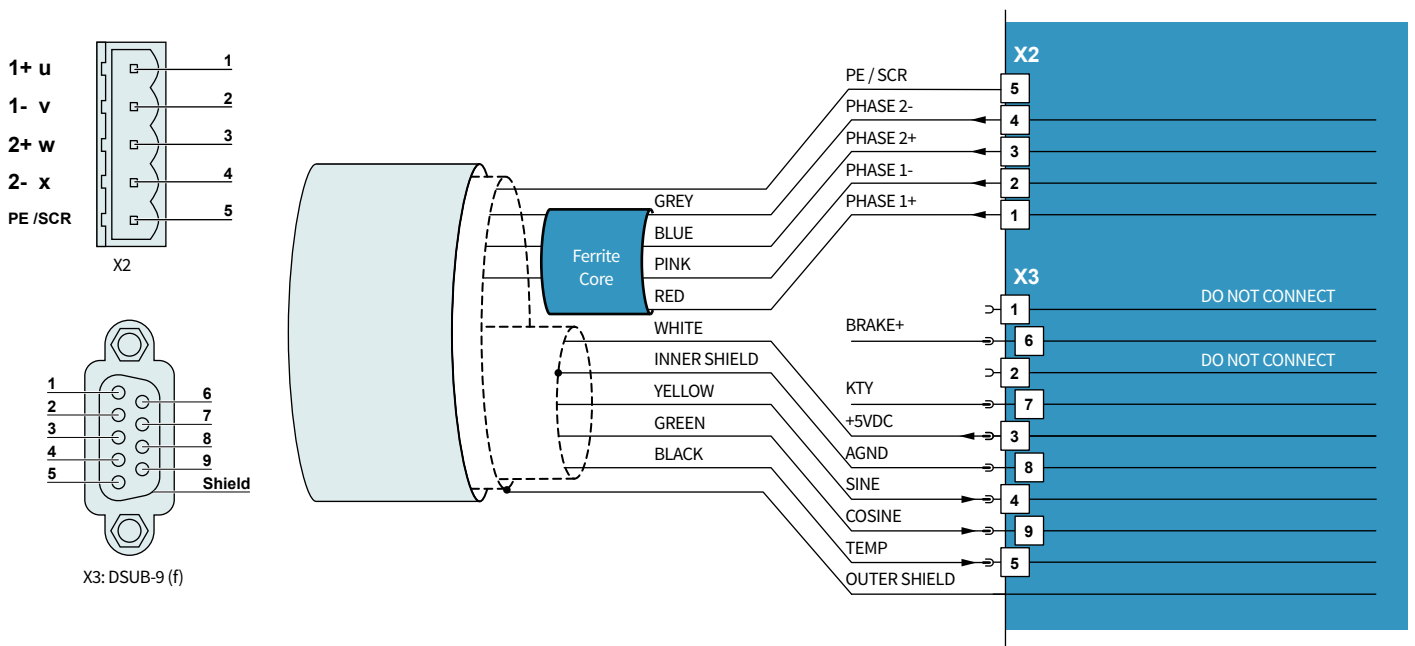 1+ u
1
1- v
2
2+ w
3
2- x
4
PE /SCR
5
X2
1
2
3
4
5
6
7
8
9
Shield
X3: DSUB-9 (f)
Ferrite
Core
GREY
BLUE
PINK
RED
WHITE
INNER SHIELD
YELLOW
GREEN
BLACK
X2
PE / SCR
5
PHASE 2-
4
PHASE 2+
3
PHASE 1-
2
PHASE 1+
1
X3
1
DO NOT CONNECT
BRAKE+
6
2
DO NOT CONNECT
KTY
7
+5VDC
3
AGND
8
SINE
4
COSINE
9
TEMP
5
OUTER SHIELD